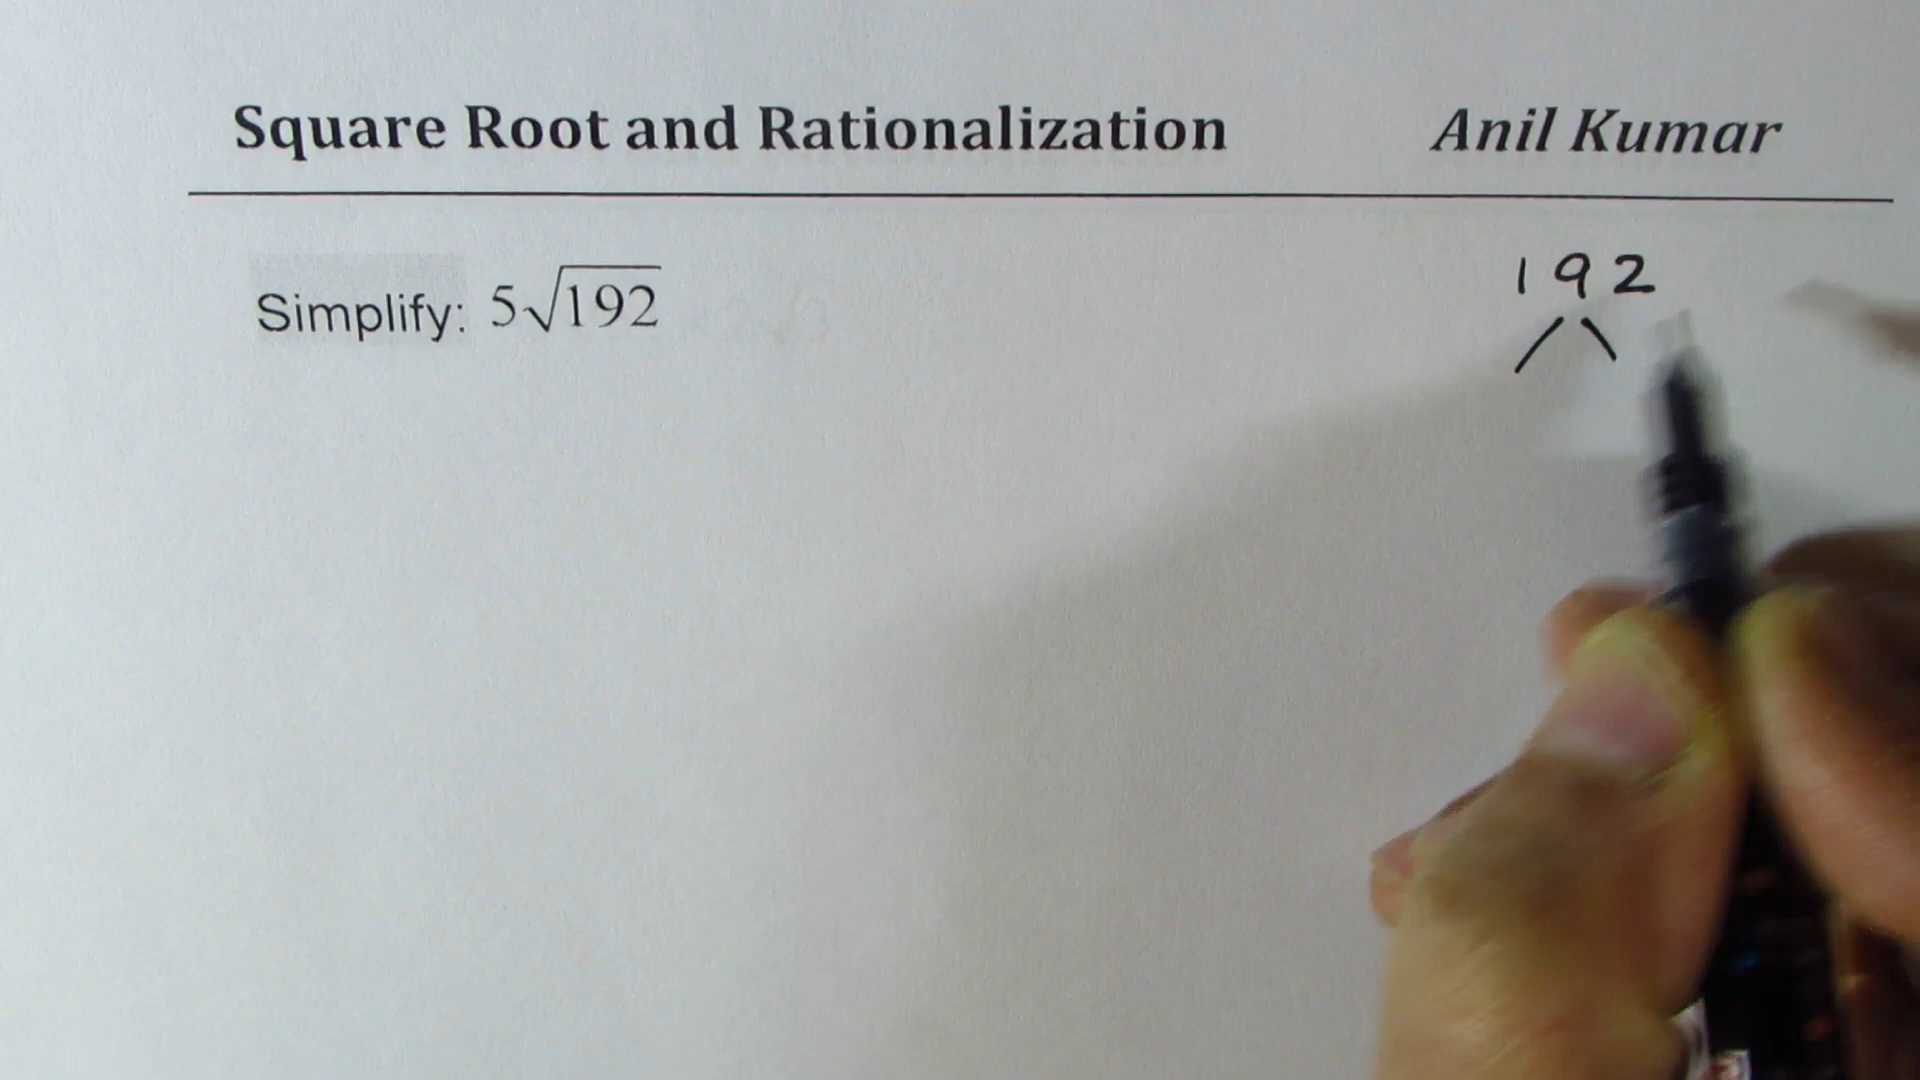 Square Root and Rationalization Anil Kumar
Simplify: 5√192
192